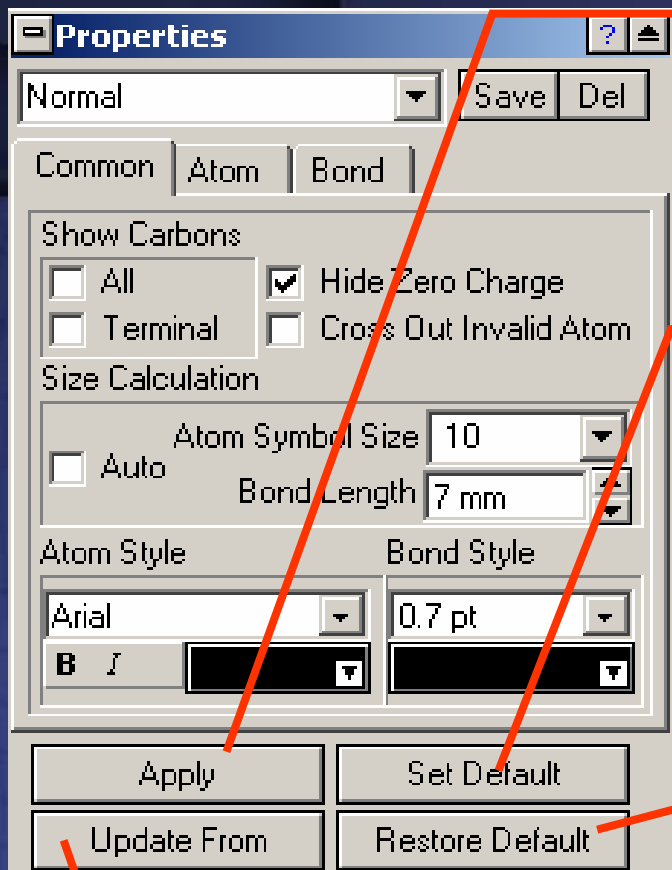 Properties ?
Normal Save Del
Common Atom Bond
Show Carbons
All Hide Zero Charge
Terminal Cross Out Invalid Atom
Size Calculation
Auto Atom Symbol Size 10
Bond Length 7 mm
Atom Style Bond Style
Arial 0.7 pt
B I
Apply Set Default
Update From Restore Default